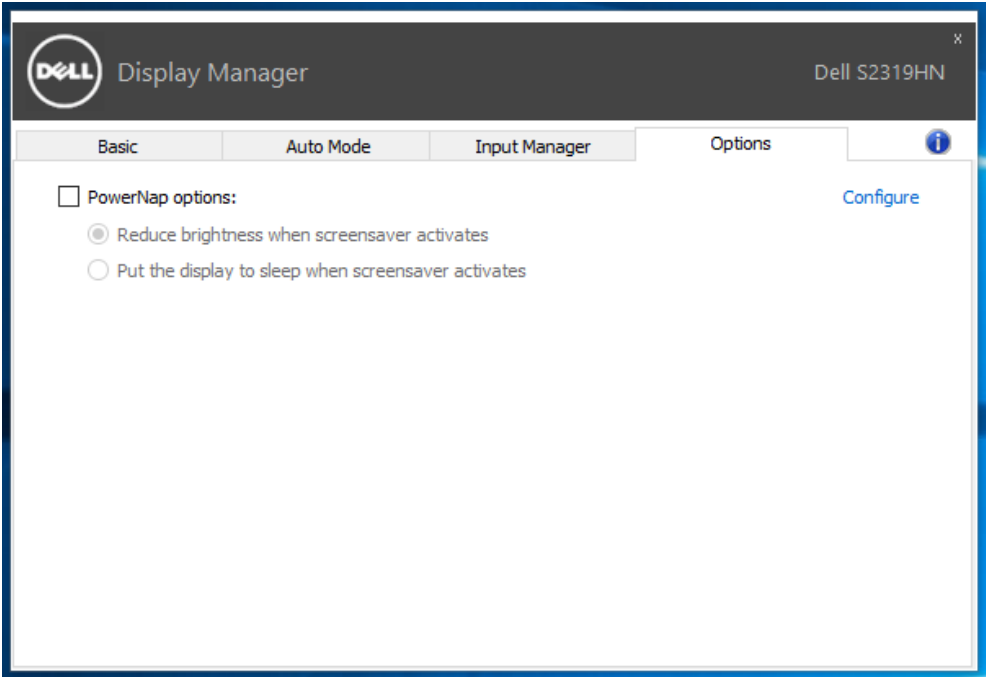 x
DELL Display Manager
Dell S2319HN
Basic Auto Mode Input Manager Options i
PowerNap options: Configure
Reduce brightness when screensaver activates
Put the display to sleep when screensaver activates